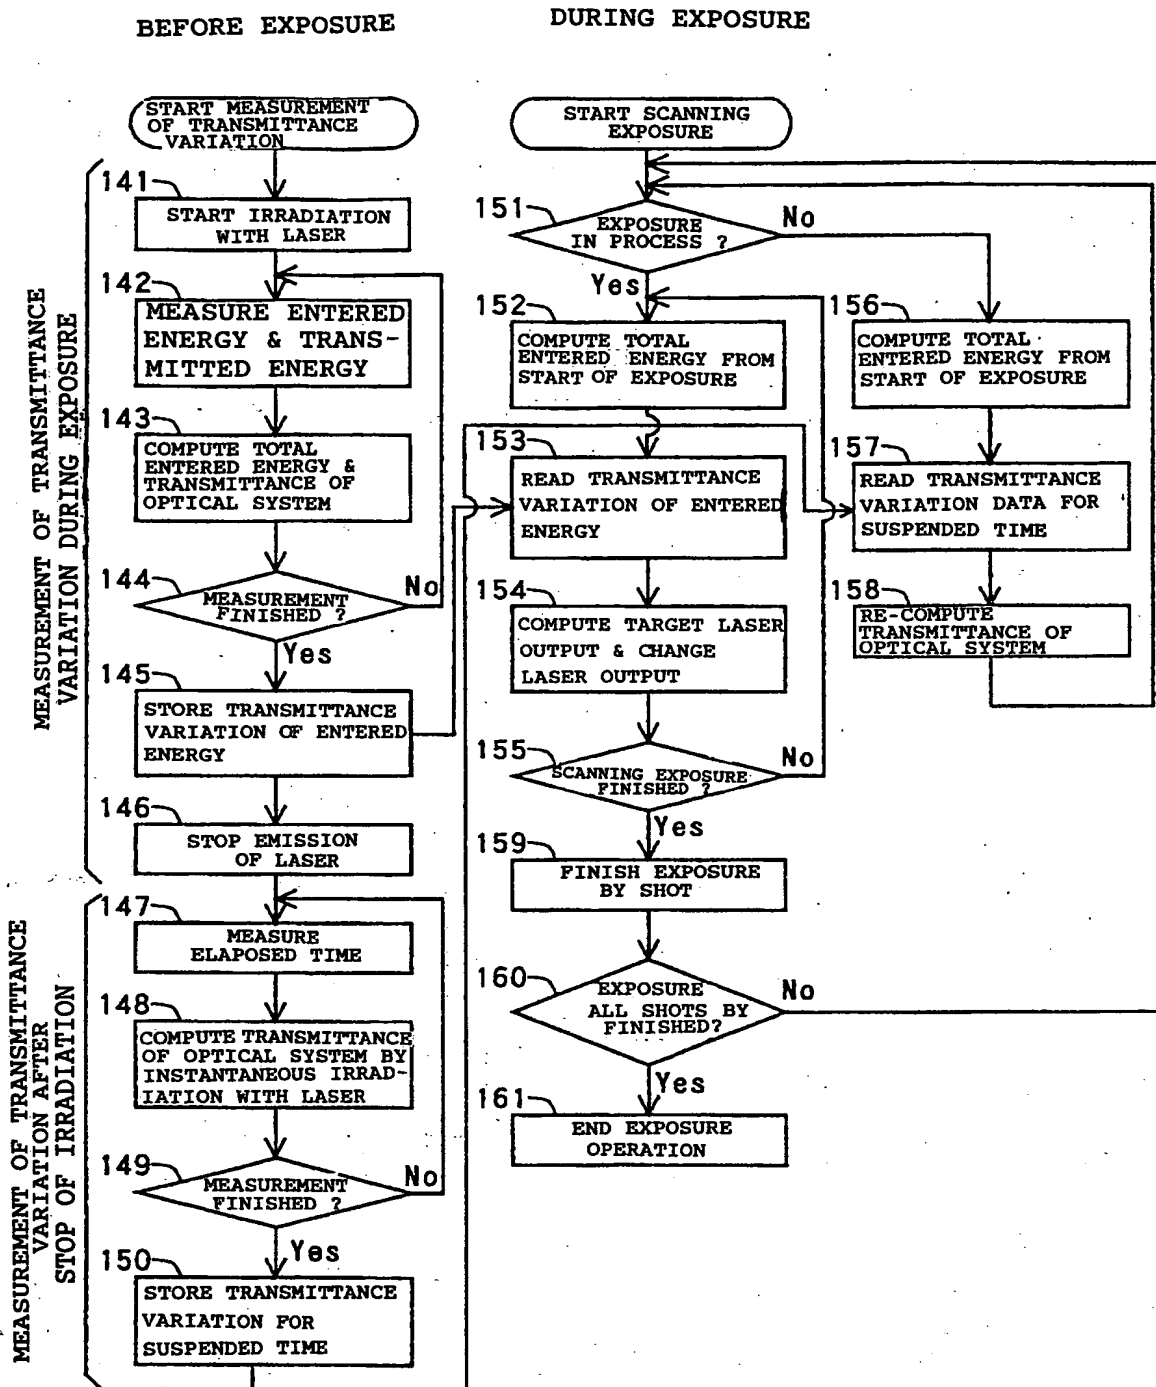 BEFORE EXPOSURE
START MEASUREMENT
OF TRANSMITTANCE
VARIATION
MEASUREMENT OF TRANSMITTANCE
VARIATION DURING EXPOSURE
141
START IRRADIATION
WITH LASER
142
MEASURE ENTERED
ENERGY & TRANS-
MITTED ENERGY
143
COMPUTE TOTAL
ENTERED ENERGY &
TRANSMITTANCE OF
OPTICAL SYSTEM
144
MEASUREMENT
FINISHED ?
No
Yes
145
STORE TRANSMITTANCE
VARIATION OF ENTERED
ENERGY
146
STOP EMISSION
OF LASER
MEASUREMENT OF TRANSMITTANCE
VARIATION AFTER
STOP OF IRRADIATION
147
MEASURE
ELAPSED TIME
148
COMPUTE TRANSMITTANCE
OF OPTICAL SYSTEM BY
INSTANTANEOUS IRRAD-
IATION WITH LASER
149
MEASUREMENT
FINISHED ?
No
Yes
150
STORE TRANSMITTANCE
VARIATION FOR
SUSPENDED TIME
DURING EXPOSURE
START SCANNING
EXPOSURE
151
EXPOSURE
IN PROCESS ?
No
Yes
152
COMPUTE TOTAL
ENTERED ENERGY FROM
START OF EXPOSURE
153
READ TRANSMITTANCE
VARIATION OF ENTERED
ENERGY
154
COMPUTE TARGET LASER
OUTPUT & CHANGE
LASER OUTPUT
155
SCANNING EXPOSURE
FINISHED ?
No
Yes
159
FINISH EXPOSURE
BY SHOT
160
EXPOSURE
ALL SHOTS BY
FINISHED?
No
Yes
161
END EXPOSURE
OPERATION
156
COMPUTE TOTAL
ENTERED ENERGY FROM
START OF EXPOSURE
157
READ TRANSMITTANCE
VARIATION DATA FOR
SUSPENDED TIME
158
RE-COMPUTE
TRANSMITTANCE OF
OPTICAL SYSTEM